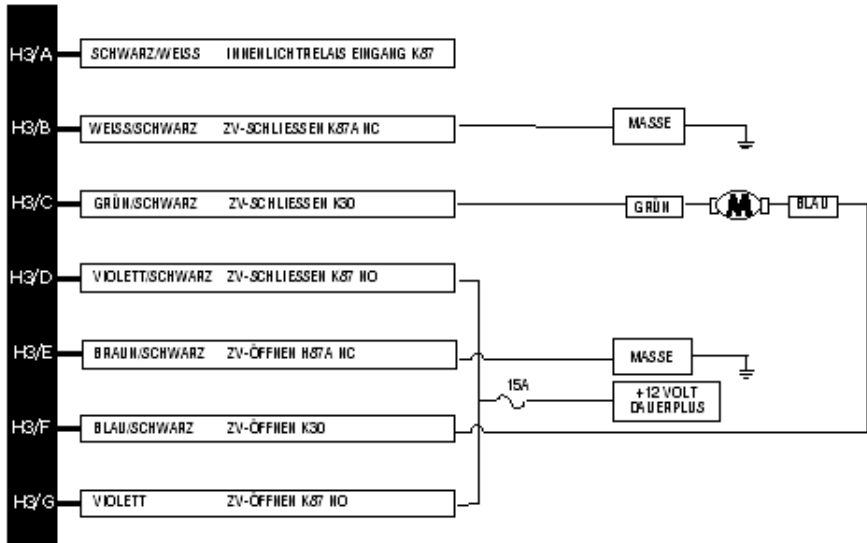 H3/A SCHWARZ/WEISS INNENLICHTRELAIS EINGANG K87
H3/B WEISS/SCHWARZ ZV-SCHLIESSEN K87A NC MASSE
H3/C GRÜN/SCHWARZ ZV-SCHLIESSEN K30 GRÜN M BLAU
H3/D VIOLETT/SCHWARZ ZV-SCHLIESSEN K87 NO
H3/E BRAUN/SCHWARZ ZV-ÖFFNEN H87A NC MASSE
15A +12 VOLT
DAUERPLUS
H3/F BLAU/SCHWARZ ZV-ÖFFNEN K30
H3/G VIOLETT ZV-ÖFFNEN K87 NO